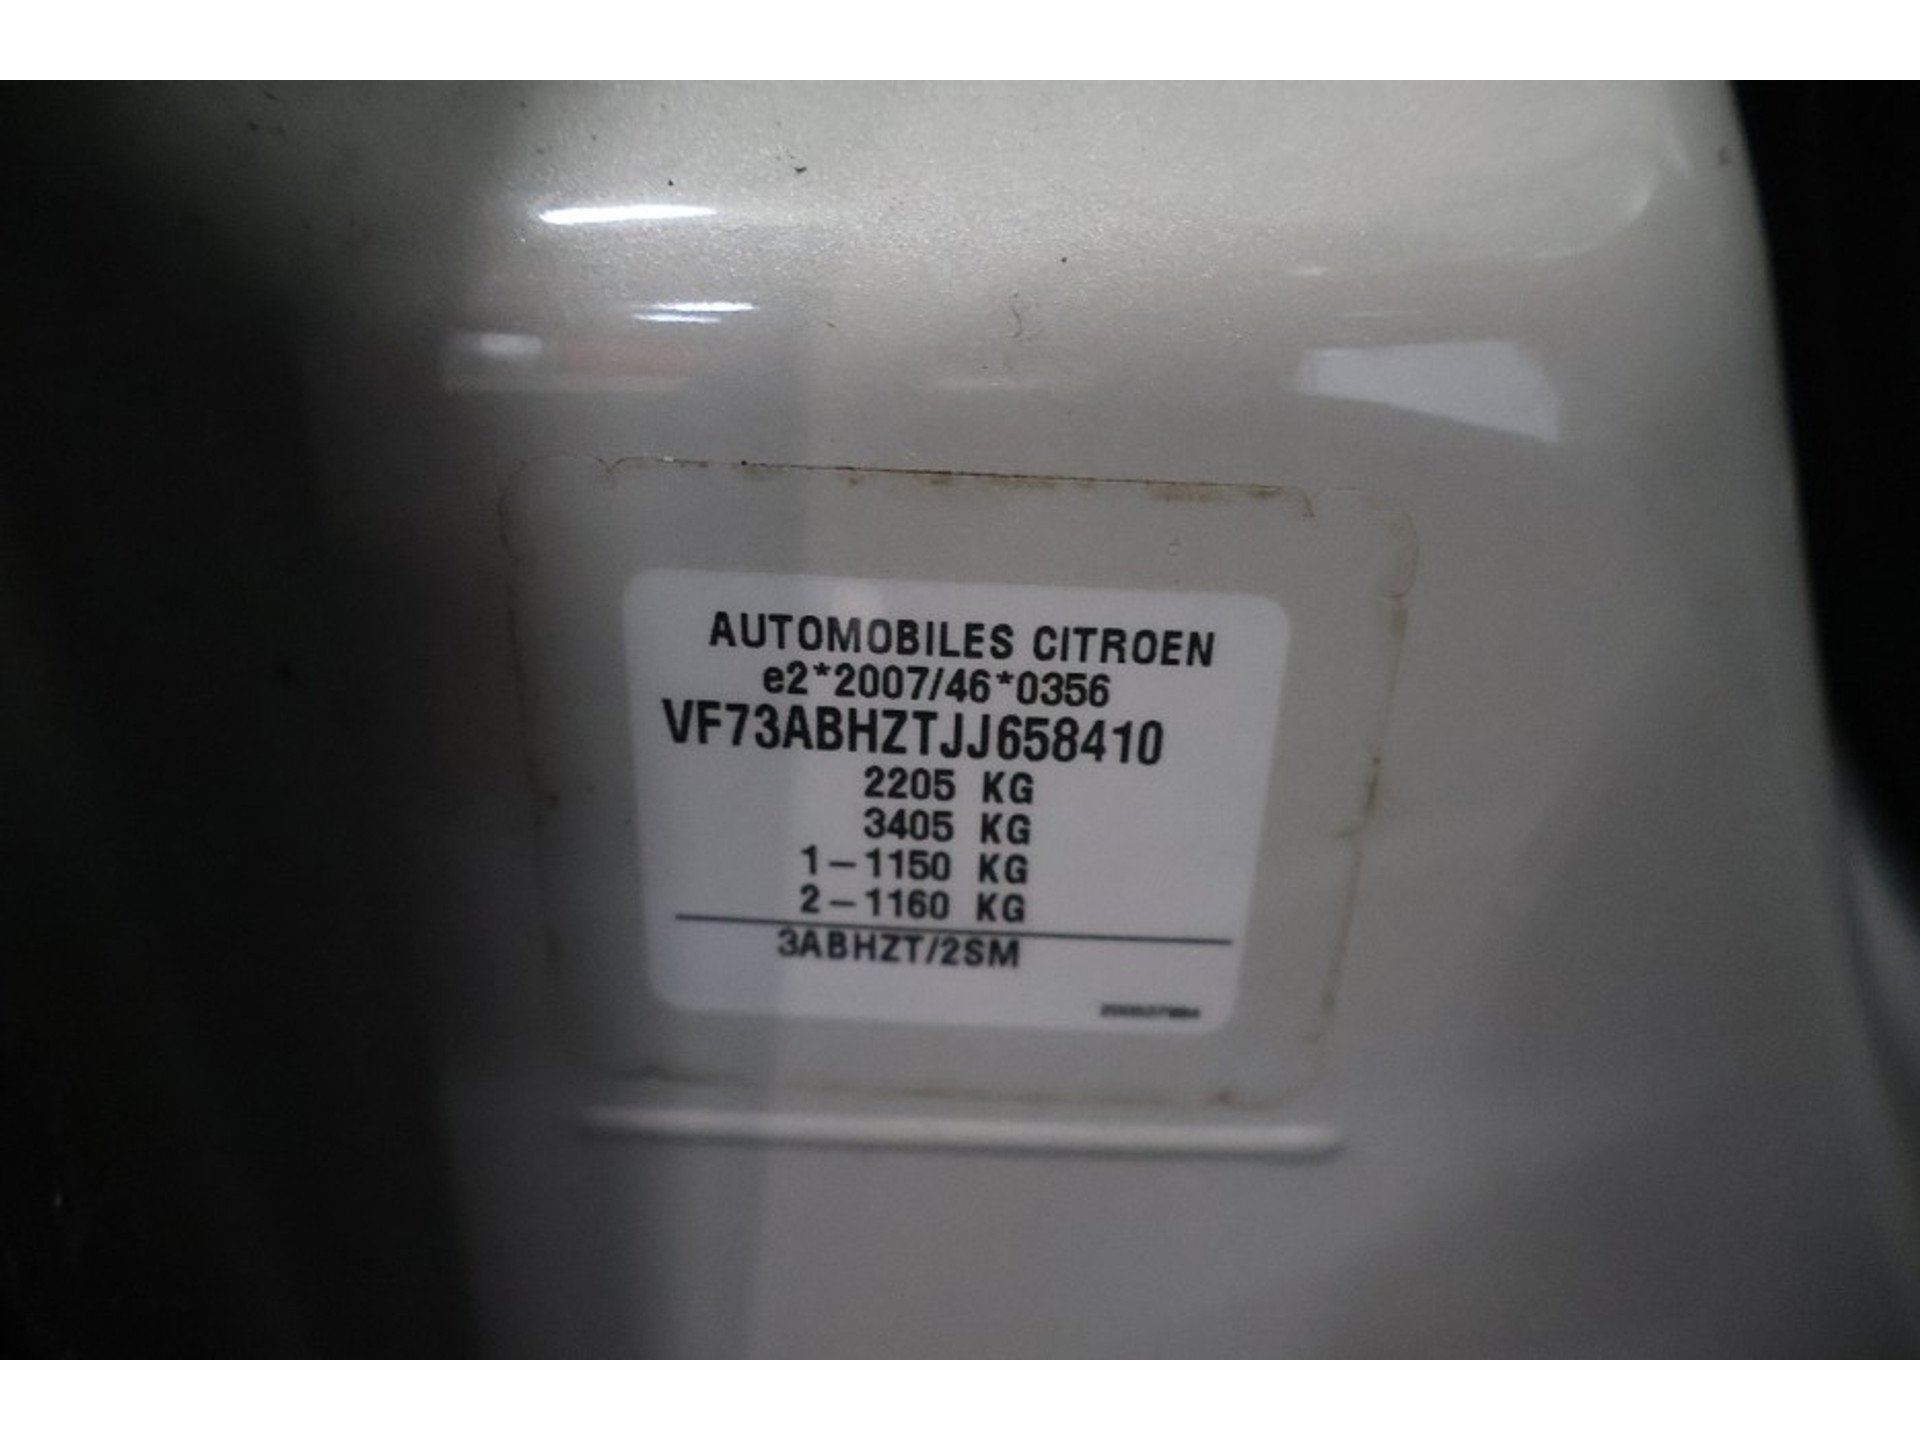 AUTOMOBILES CITROEN
e2*2007/46*0356
VF73ABHZTJJ658410
2205 KG
3405 KG
1-1150 KG
2-1160 KG
3ABHZT/2SM